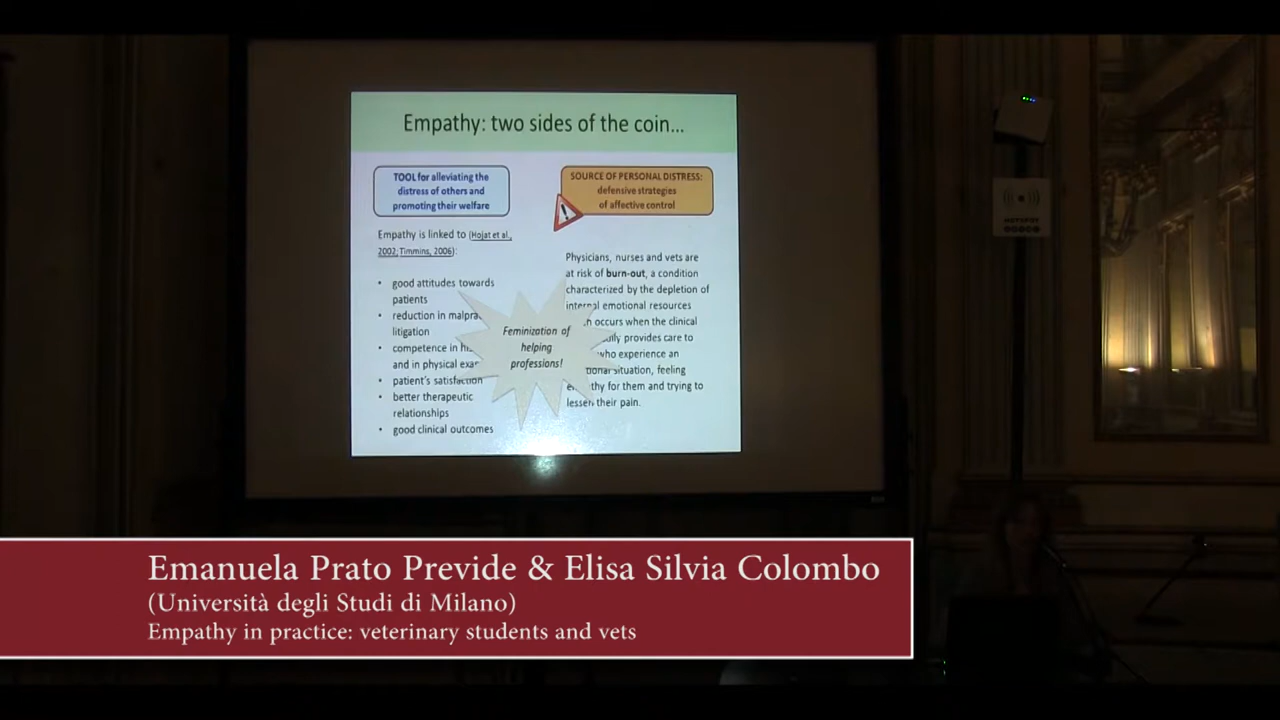 Empathy: two sides of the coin...
TOOL for alleviating the
distress of others and
promoting their welfare
Empathy is linked to (Hojat et al.,
2002; Timmins, 2006):
• good attitudes towards
patients
• reduction in
litigation
• competence in
and in physical
• patient's satisfaction
• better therapeutic
relationships
• good clinical outcomes
Feminization of
helping
professions!
SOURCE OF PERSONAL DISTRESS:
defensive strategies
of affective control
Physicians, nurses and vets are
at risk of burn-out, a condition
characterized by the depletion of
internal emotional resources
occurs when the clinical
provides care to
who experience an
situation, feeling
for them and trying to
lessen their pain.
Emanuela Prato Previde & Elisa Silvia Colombo
(Università degli Studi di Milano)
Empathy in practice: veterinary students and vets